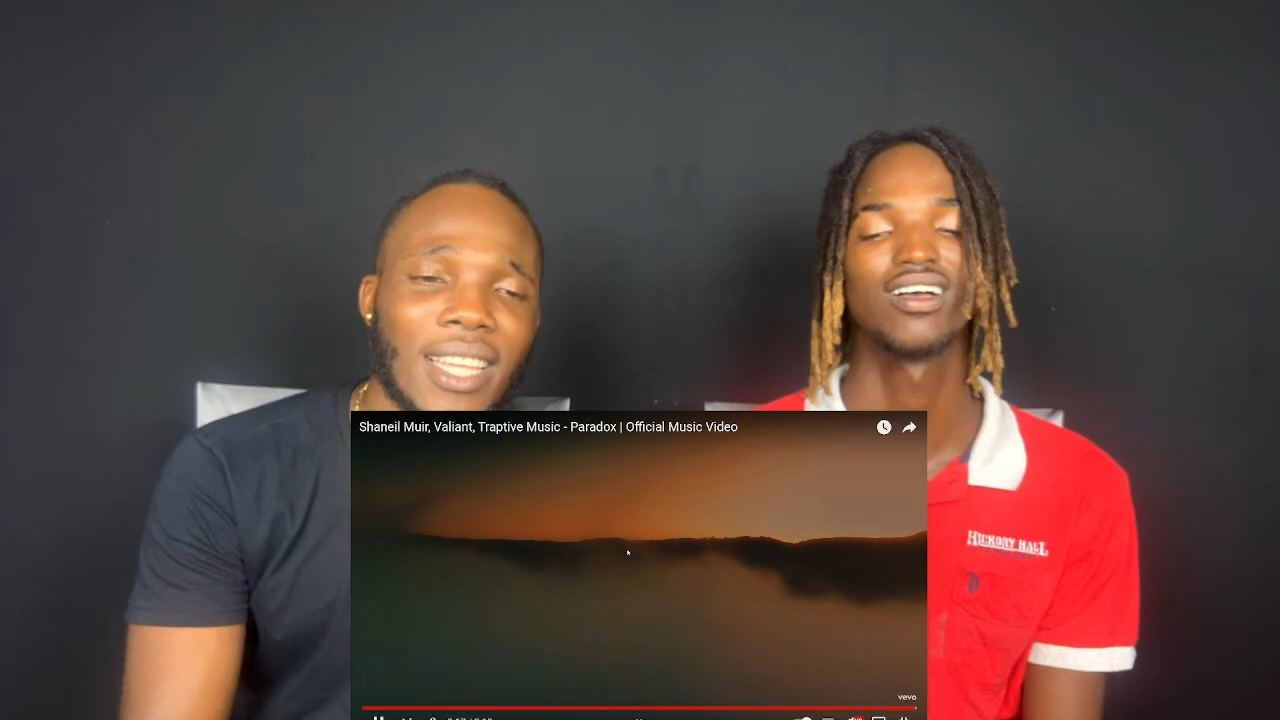 Shaneil Muir, Valiant, Traptive Music - Paradox | Official Music Video
HICKORY HALL
vevo